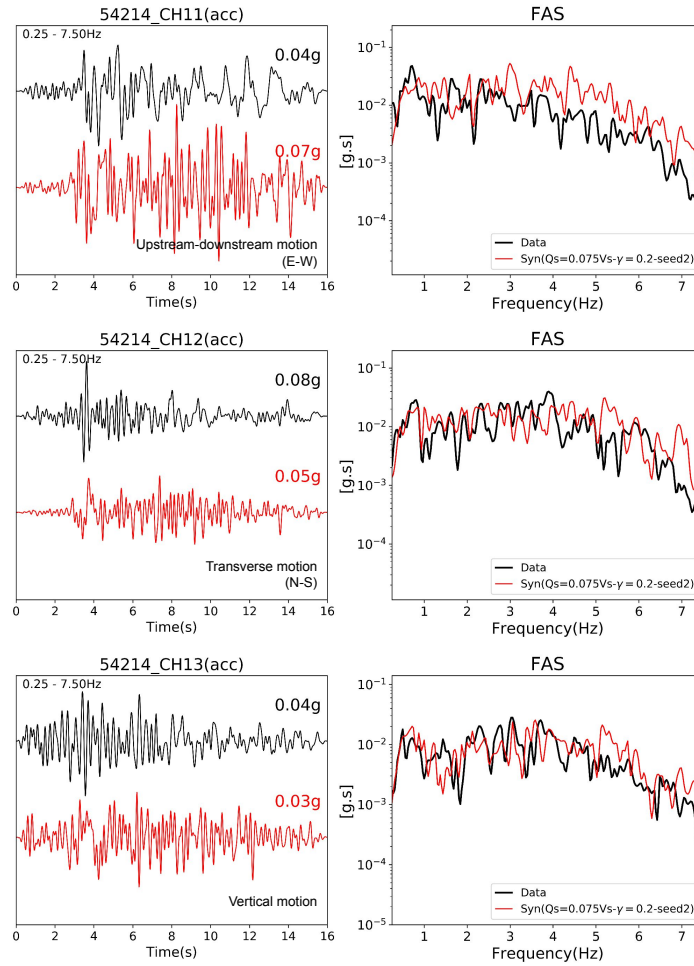 54214_CH11(acc)
0.25 - 7.50Hz
0.04g
0.07g
Upstream-downstream motion
(E-W)
0 2 4 6 8 10 12 14 16
Time(s)
FAS
10⁻¹
10⁻²
10⁻³
10⁻⁴
[g.s]
Data
Syn(Qs=0.075Vs-γ = 0.2-seed2)
1 2 3 4 5 6 7
Frequency(Hz)
54214_CH12(acc)
0.25 - 7.50Hz
0.08g
0.05g
Transverse motion
(N-S)
0 2 4 6 8 10 12 14 16
Time(s)
FAS
10⁻¹
10⁻²
10⁻³
10⁻⁴
[g.s]
Data
Syn(Qs=0.075Vs-γ = 0.2-seed2)
1 2 3 4 5 6 7
Frequency(Hz)
54214_CH13(acc)
0.25 - 7.50Hz
0.04g
0.03g
Vertical motion
0 2 4 6 8 10 12 14 16
Time(s)
FAS
10⁻¹
10⁻²
10⁻³
10⁻⁴
10⁻⁵
[g.s]
Data
Syn(Qs=0.075Vs-γ = 0.2-seed2)
1 2 3 4 5 6 7
Frequency(Hz)